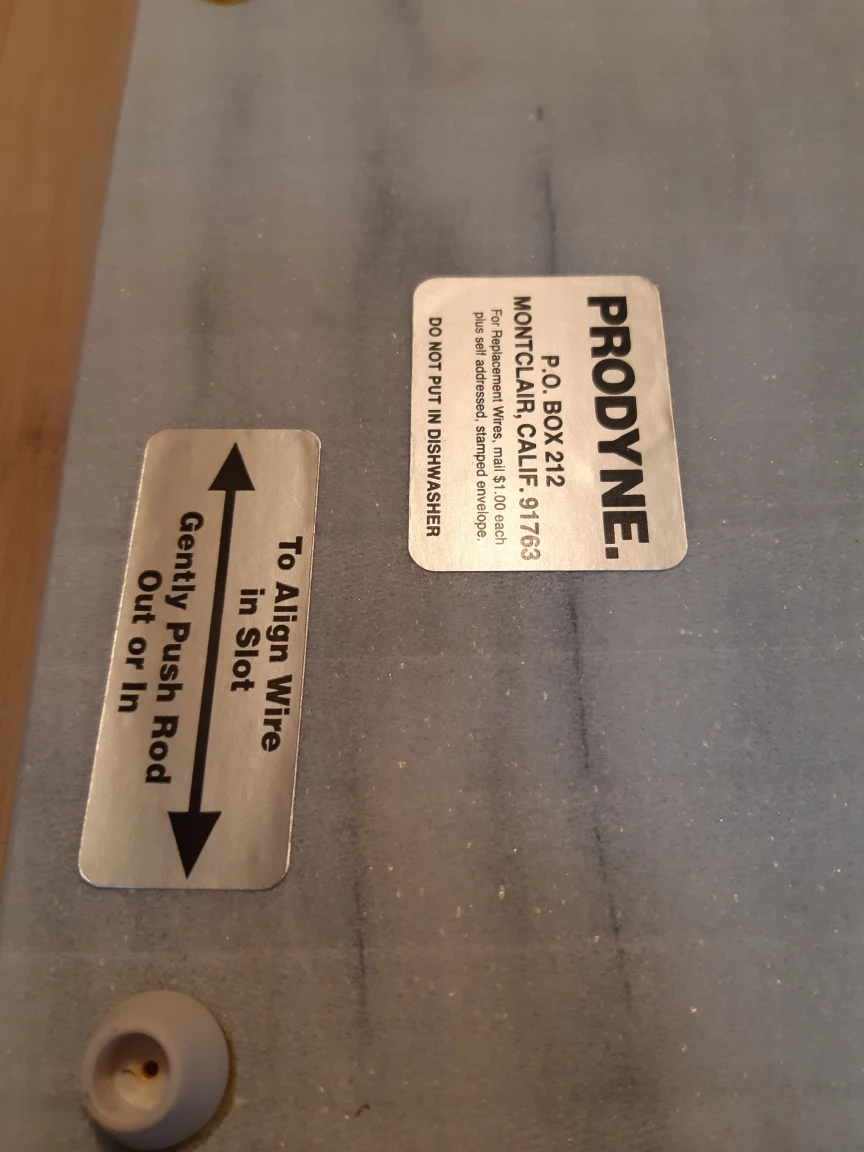 PRODYNE.
P.O. BOX 212
MONTCLAIR, CALIF. 91763
For Replacement Wires, mail $1.00 each
plus self addressed, stamped envelope.
DO NOT PUT IN DISHWASHER
To Align Wire
in Slot
Gently Push Rod
Out or In